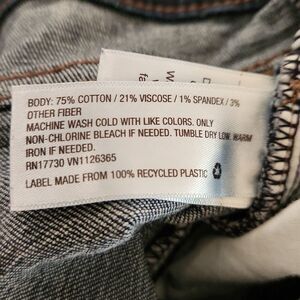 BODY: 75% COTTON / 21% VISCOSE / 1% SPANDEX / 3%
OTHER FIBER
MACHINE WASH COLD WITH LIKE COLORS. ONLY
NON-CHLORINE BLEACH IF NEEDED. TUMBLE DRY LOW. WARM
IRON IF NEEDED.
RN17730 VN1126365
LABEL MADE FROM 100% RECYCLED PLASTIC